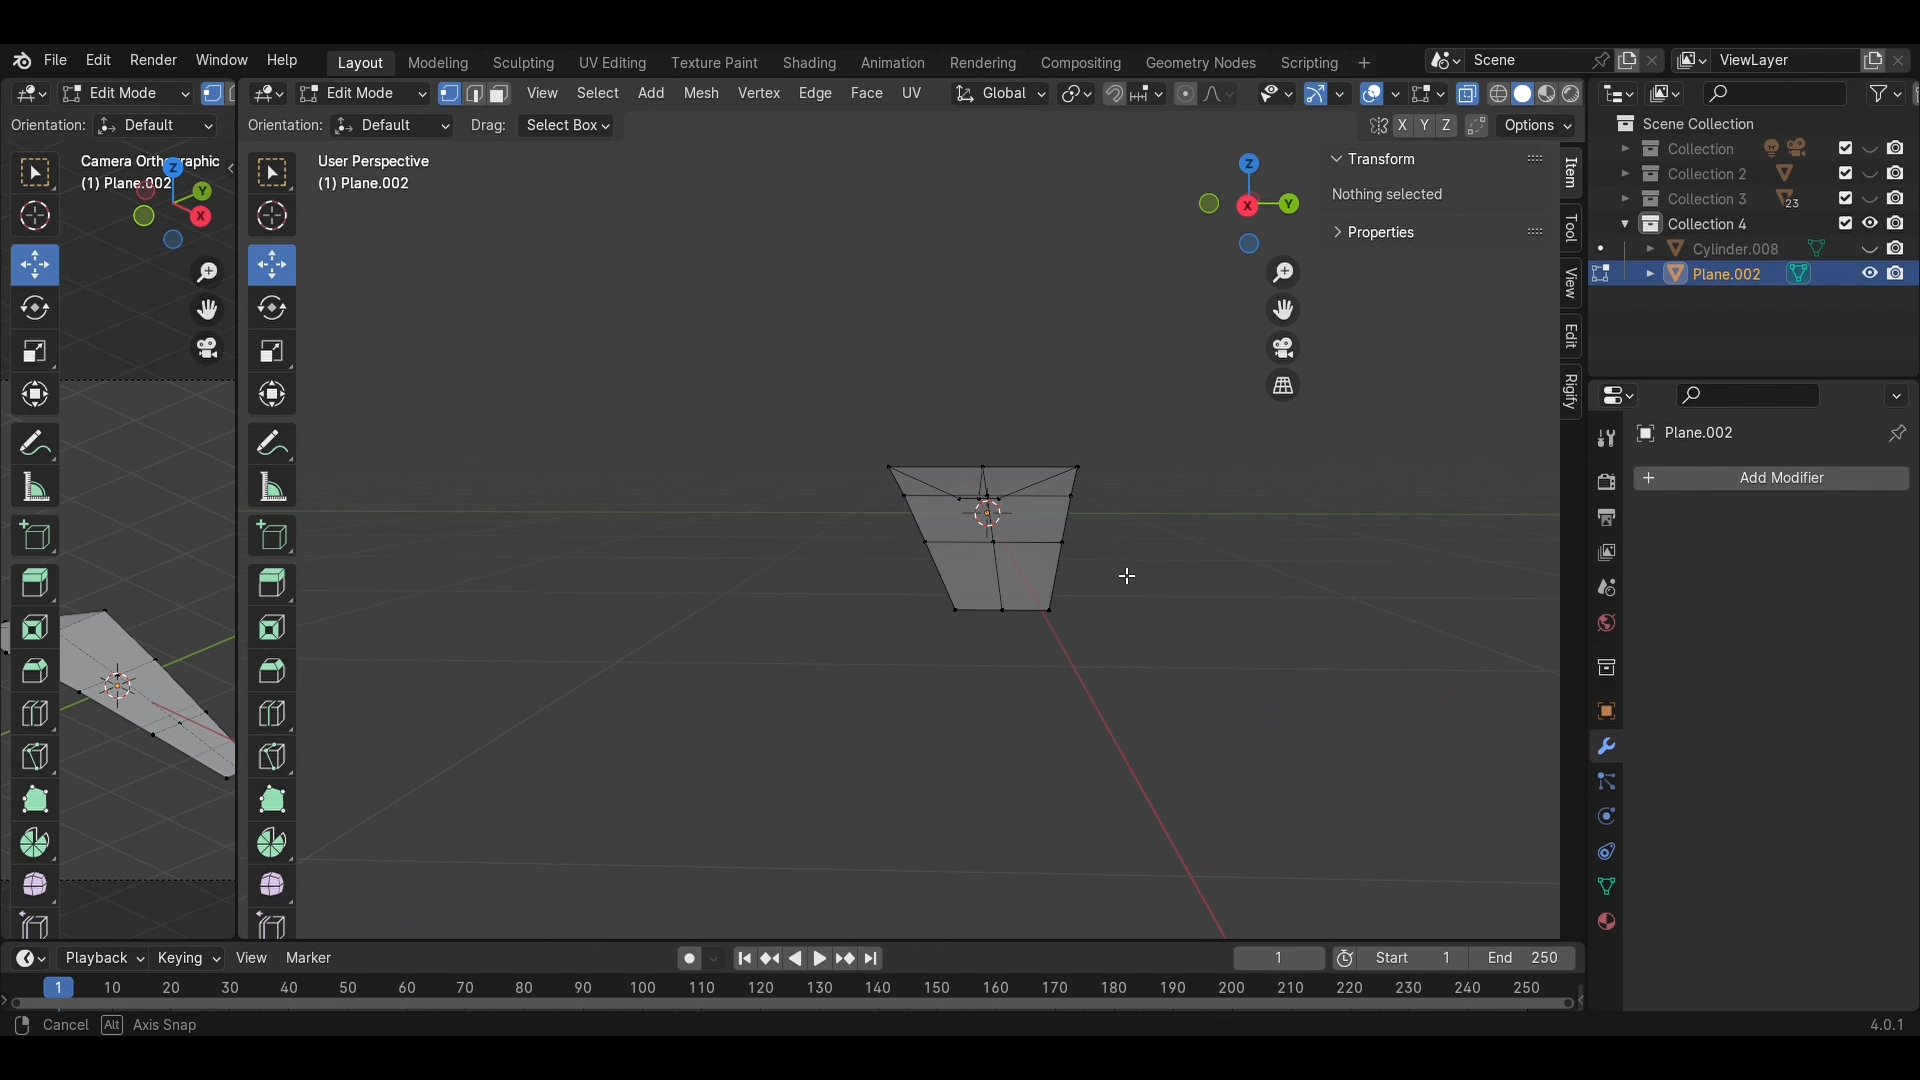 File Edit Render Window Help Layout Modeling Sculpting UV Editing Texture Paint Shading Animation Rendering Compositing Geometry Nodes Scripting + Scene ViewLayer
Edit Mode Edit Mode View Select Add Mesh Vertex Edge Face UV Global
Orientation: Default Orientation: Default Drag: Select Box X Y Z Options
Scene Collection
Collection
Collection 2
Collection 3 23
Collection 4
Cylinder.008
Plane.002
Camera Orthographic
(1) Plane.002
Z
Y
X
User Perspective
(1) Plane.002
Z
X Y
Transform
Nothing selected
Properties
Item
Tool
View
Edit
Rigify
Plane.002
+ Add Modifier
Playback Keying View Marker 1 Start 1 End 250
1 10 20 30 40 50 60 70 80 90 100 110 120 130 140 150 160 170 180 190 200 210 220 230 240 250
Cancel Alt Axis Snap 4.0.1